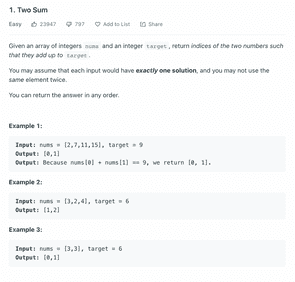 1. Two Sum
Easy 23947 797 Add to List Share
Given an array of integers nums and an integer target, return indices of the two numbers such
that they add up to target.
You may assume that each input would have exactly one solution, and you may not use the
same element twice.
You can return the answer in any order.
Example 1:
Input: nums = [2,7,11,15], target = 9
Output: [0,1]
Output: Because nums[0] + nums[1] == 9, we return [0, 1].
Example 2:
Input: nums = [3,2,4], target = 6
Output: [1,2]
Example 3:
Input: nums = [3,3], target = 6
Output: [0,1]